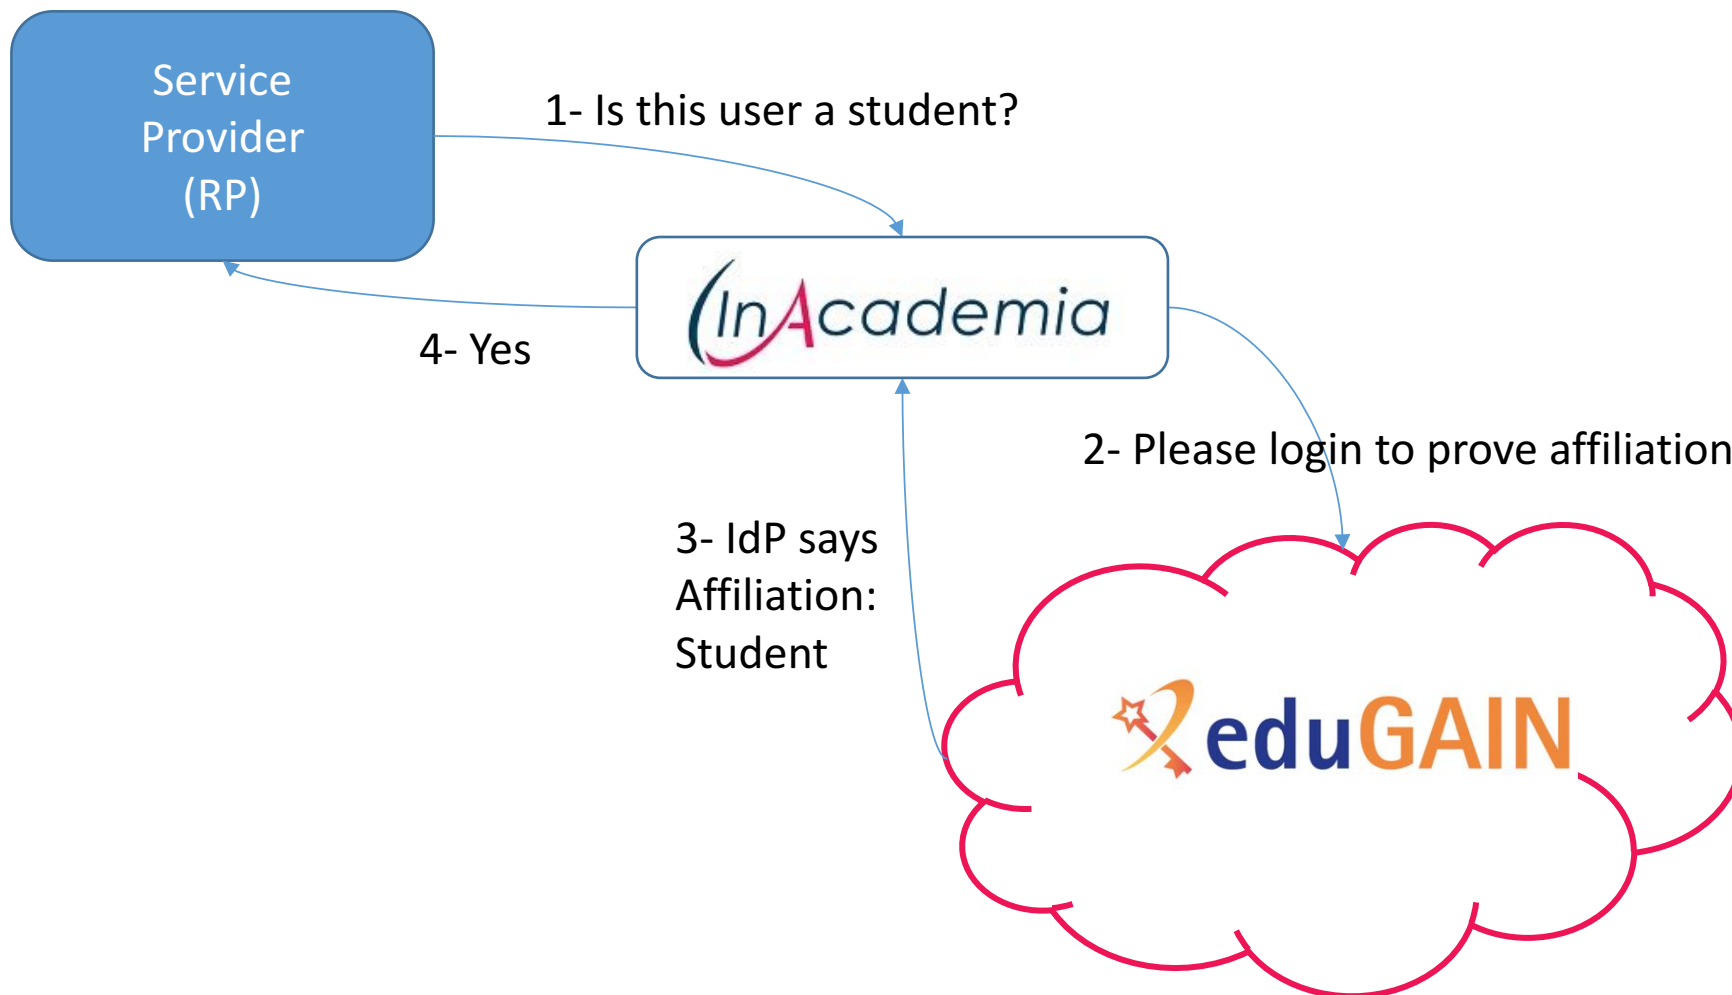 Service
Provider
(RP)
1- Is this user a student?
InAcademia
4- Yes
2- Please login to prove affiliation
3- IdP says
Affiliation:
Student
eduGAIN